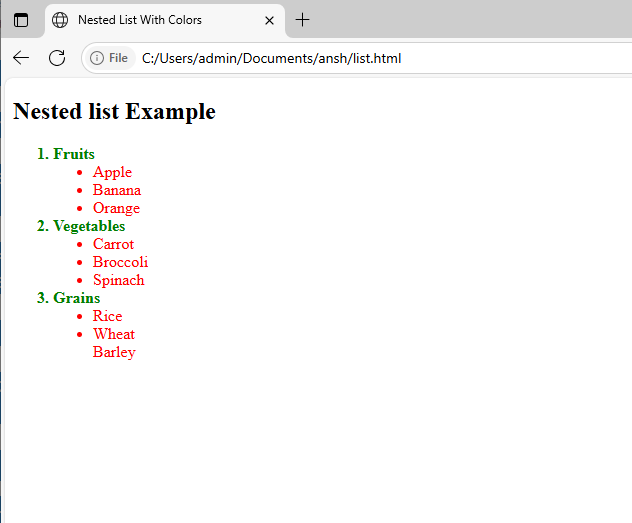 Nested List With Colors
File C:/Users/admin/Documents/ansh/list.html
Nested list Example
1. Fruits
• Apple
• Banana
• Orange
2. Vegetables
• Carrot
• Broccoli
• Spinach
3. Grains
• Rice
• Wheat
Barley